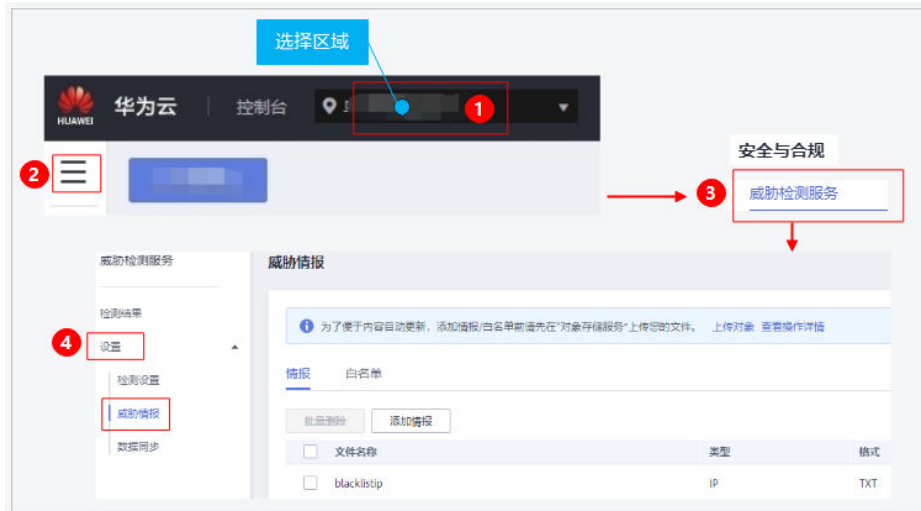 选择区域
HUAWEI
华为云
控制台
1
2
安全与合规
3
威胁检测服务
威胁检测服务
威胁情报
检测结果
为了便于内容自动更新，添加情报/白名单前请先在"对象存储服务"上传您的文件。 上传对象 查看操作详情
4
设置
检测设置
情报 白名单
威胁情报
批量删除 添加情报
数据同步
文件名称 类型 格式
blacklistip IP TXT